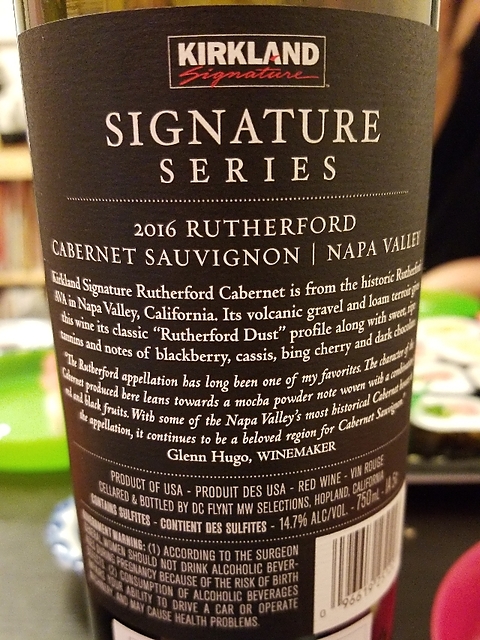 KIRKLAND
Signature
SIGNATURE
SERIES
2016 RUTHERFORD
CABERNET SAUVIGNON | NAPA VALLEY
Kirkland Signature Rutherford Cabernet is from the historic Rutherford
AVA in Napa Valley, California. Its volcanic gravel and loam terroir
this wine its classic "Rutherford Dust" profile along with sweet, ripe
tannins and notes of blackberry, cassis, bing cherry and dark
"The Rutherford appellation has long been one of my favorites. The character of the
Cabernet produced here leans towards a mocha powder note woven with a
red and black fruits. With some of the Napa Valley's most historical Cabernet
the appellation, it continues to be a beloved region for Cabernet Sauvignon."
Glenn Hugo, WINEMAKER
PRODUCT OF USA - PRODUIT DES USA - RED WINE - VIN ROUGE
CELLARED & BOTTLED BY DC FLYNT MW SELECTIONS, HOPLAND, CALIFORNIA
CONTAINS SULFITES - CONTIENT DES SULFITES - 14.7% ALC/VOL - 750mL
GOVERNMENT WARNING: (1) ACCORDING TO THE SURGEON
WOMEN SHOULD NOT DRINK ALCOHOLIC BEVER-
DURING PREGNANCY BECAUSE OF THE RISK OF BIRTH
(2) CONSUMPTION OF ALCOHOLIC BEVERAGES
ABILITY TO DRIVE A CAR OR OPERATE
AND MAY CAUSE HEALTH PROBLEMS.